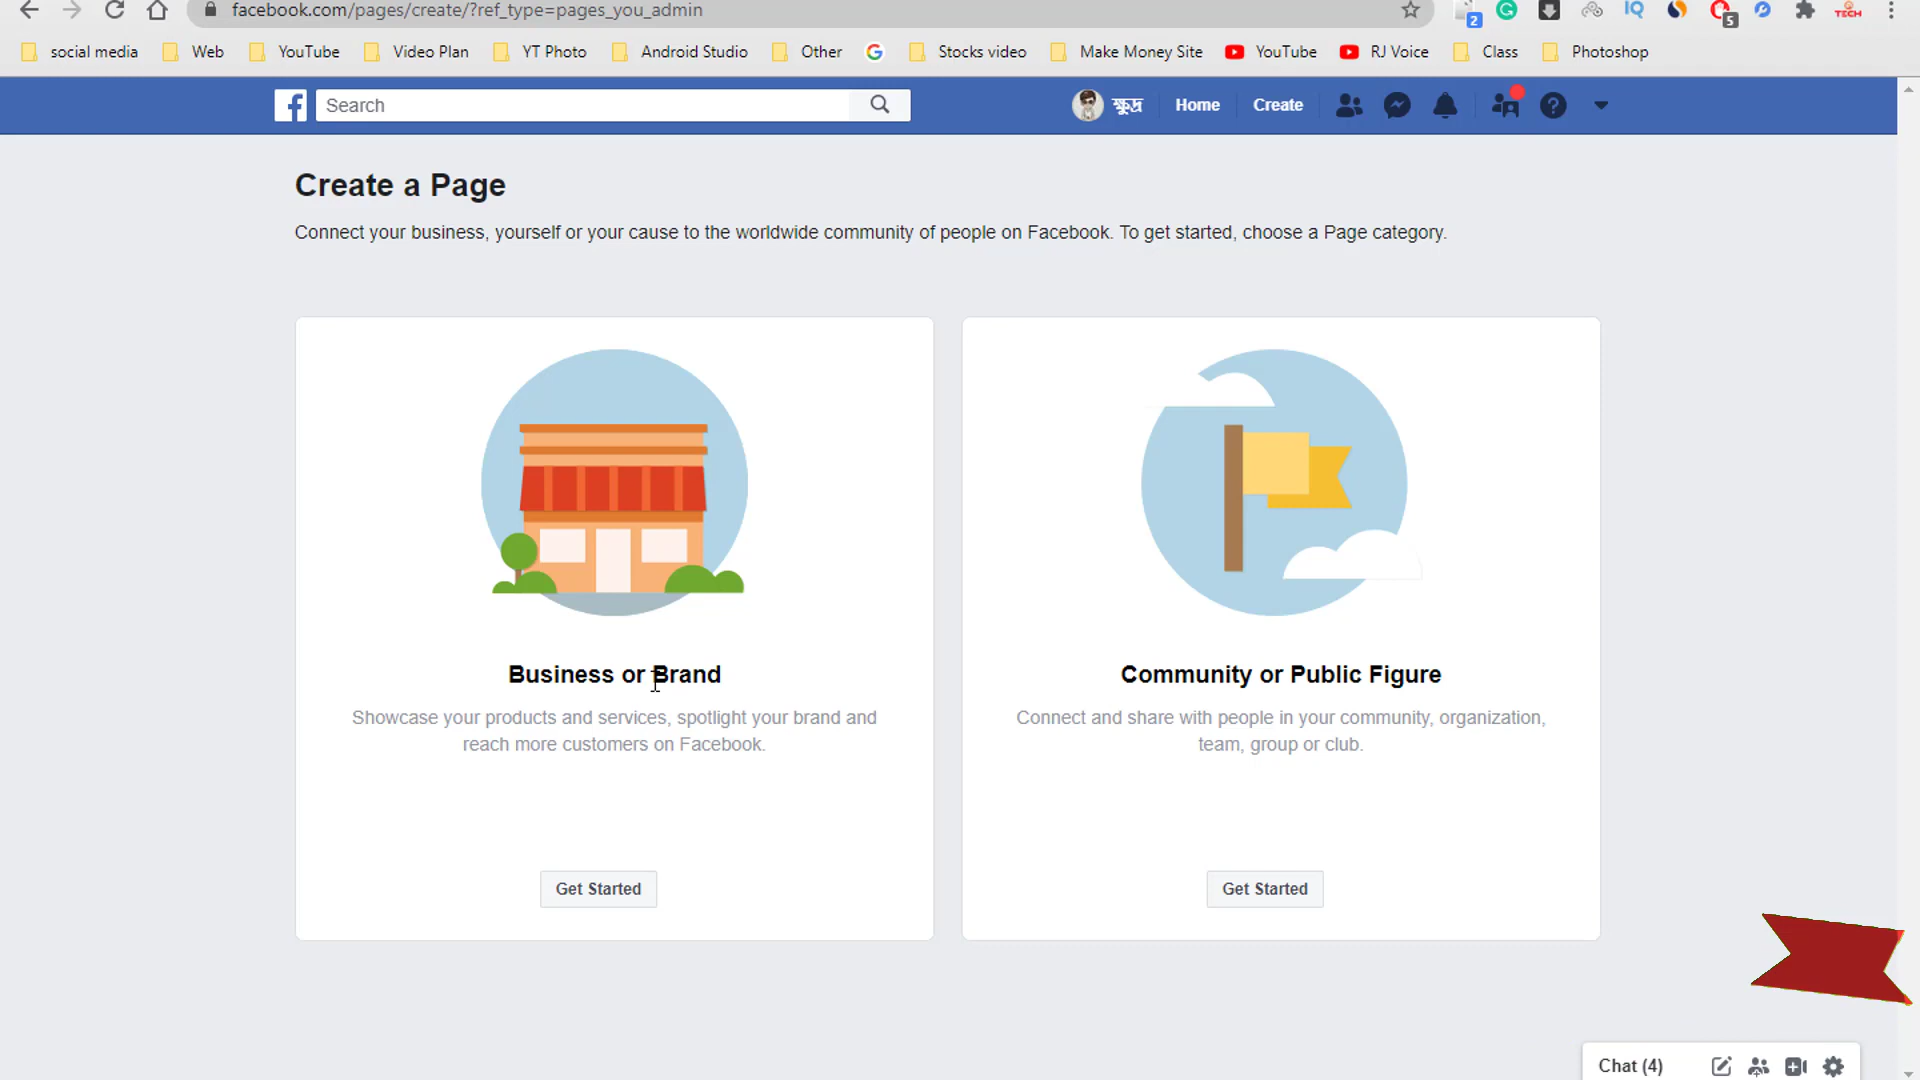 facebook.com/pages/create/?ref_type=pages_you_admin
2
IQ
5
TECH
social media Web YouTube Video Plan YT Photo Android Studio Other Stocks video Make Money Site YouTube RJ Voice Class Photoshop
Search ক্ষুদ্র Home Create
Create a Page
Connect your business, yourself or your cause to the worldwide community of people on Facebook. To get started, choose a Page category.
Business or Brand
Showcase your products and services, spotlight your brand and
reach more customers on Facebook.
Get Started
Community or Public Figure
Connect and share with people in your community, organization,
team, group or club.
Get Started
Chat (4)